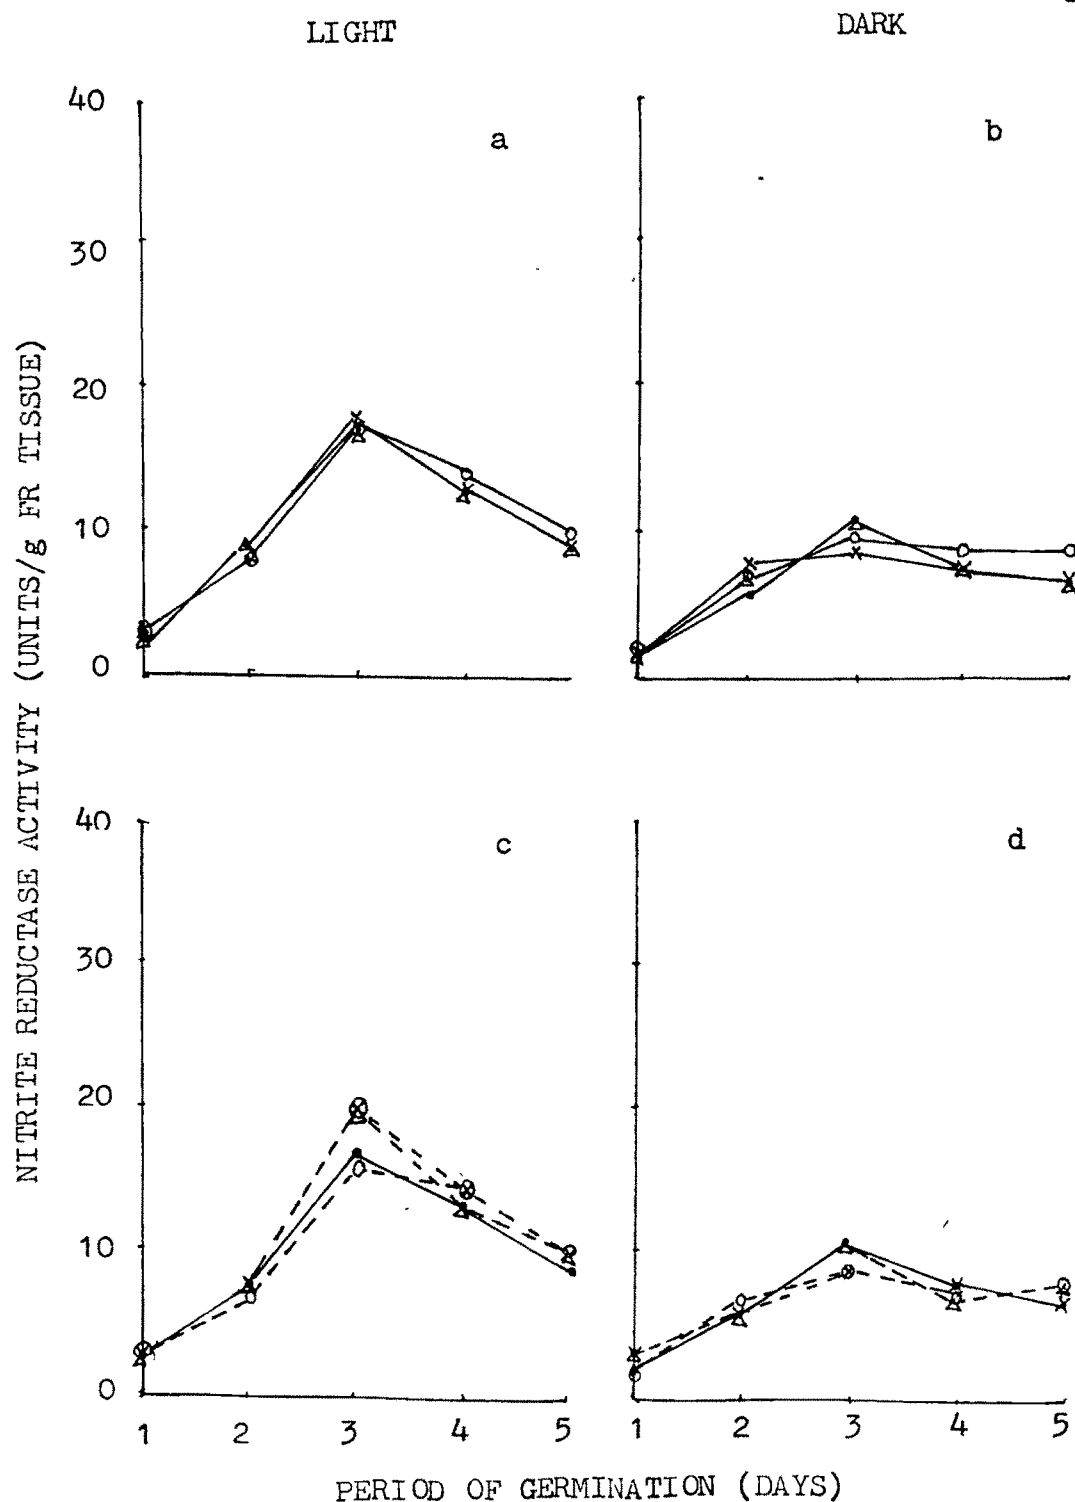 LIGHT
DARK
40
30
20
10
0
a
b
NITRITE REDUCTASE ACTIVITY (UNITS/g FR TISSUE)
40
30
20
10
0
c
d
1 2 3 4 5
1 2 3 4 5
PERIOD OF GERMINATION (DAYS)